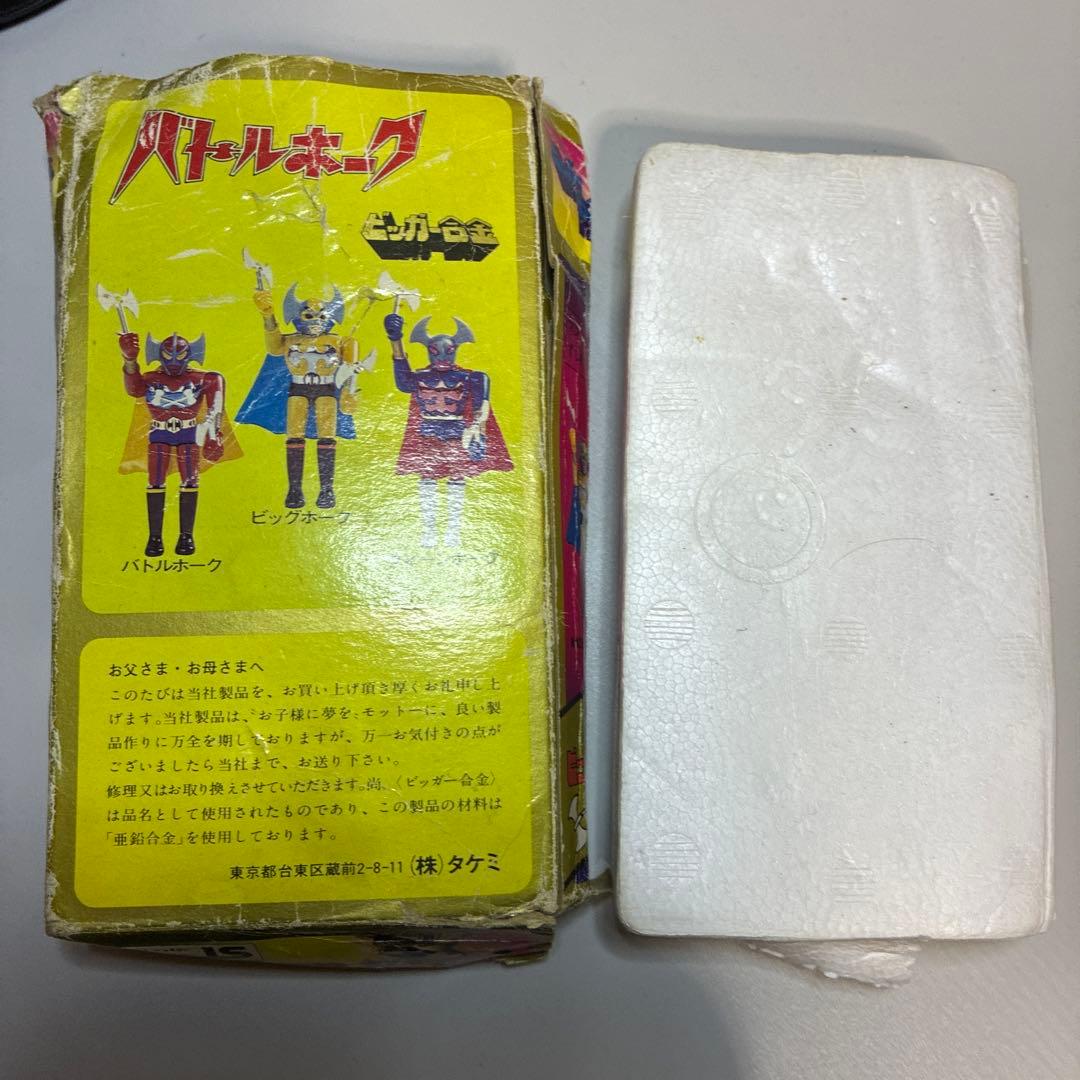 バトルホーク
ビッガー合金
ビッグホーク
バトルホーク
お父さま・お母さまへ
このたびは当社製品を、お買い上げ頂き厚くお礼申し上
げます。当社製品は、〝お子様に夢を〟モットーに、良い製
品作りに万全を期しておりますが、万一お気付きの点が
ございましたら当社まで、お送り下さい。
修理又はお取り換えさせていただきます。尚、〈ビッガー合金〉
は品名として使用されたものであり、この製品の材料は
「亜鉛合金」を使用しております。
東京都台東区蔵前2-8-11 (株)タケミ